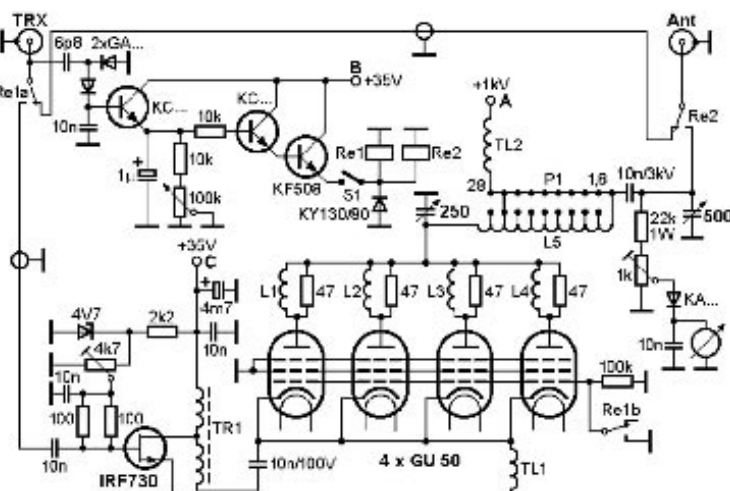 TRX
Ant
6p8
2xGA...
B
+35V
+1kV
A
Re1a
KC...
KC...
10k
Re1
Re2
TL2
Re2
10n
10k
KF508
S1
28
P1
1,8
10n/3kV
1µ
100k
KY130/80
250
L5
22k
1W
500
+35V
C
1k
4m7
L1
47
L2
47
L3
47
L4
47
KA...
4V7
2k2
10n
10n
4k7
10n
100k
100
100
TR1
Re1b
10n
IRF730
10n/100V
4 x GU 50
TL1